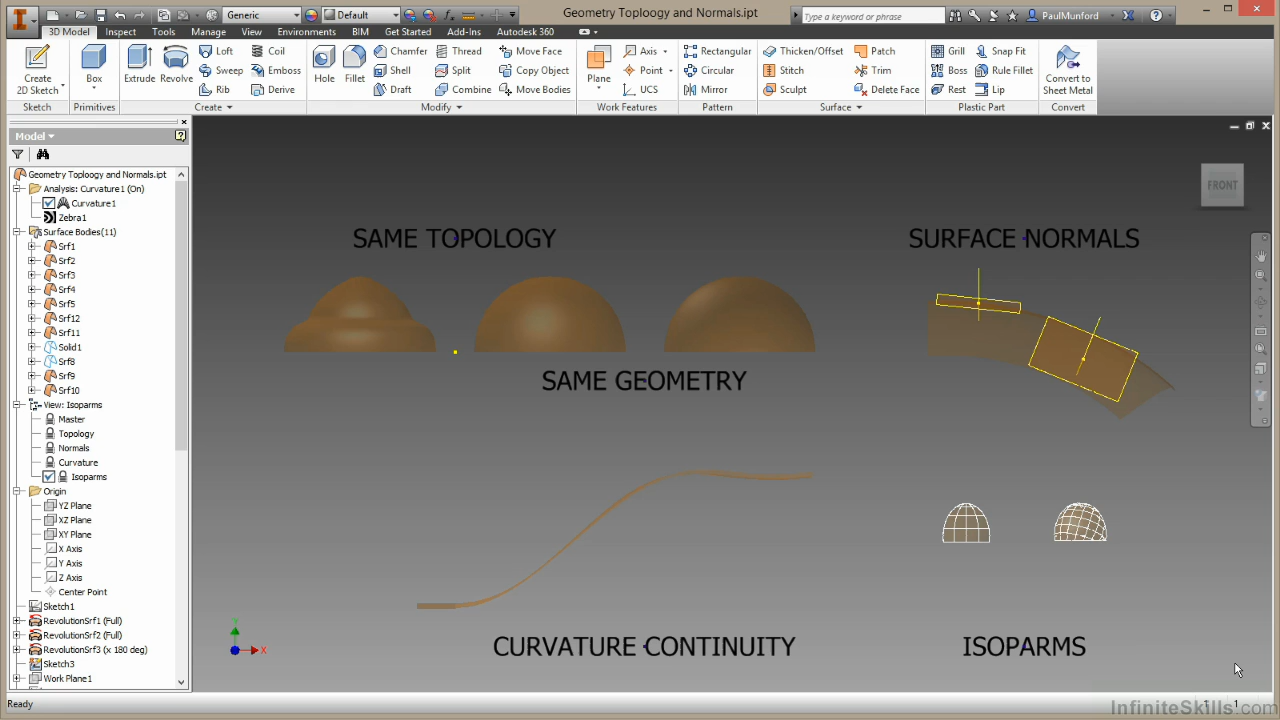 Generic
Default
Geometry Toploogy and Normals.ipt
Type a keyword or phrase
PaulMunford
3D Model Inspect Tools Manage View Environments BIM Get Started Add-Ins Autodesk 360
Create 2D Sketch
Sketch
Box
Primitives
Extrude Revolve Loft Sweep Rib Coil Emboss Derive
Create
Hole Fillet Chamfer Shell Draft Thread Split Combine Move Face Copy Object Move Bodies
Modify
Plane Axis Point UCS
Work Features
Rectangular Circular Mirror
Pattern
Thicken/Offset Stitch Sculpt Patch Trim Delete Face
Surface
Grill Boss Rest Snap Fit Rule Fillet Lip
Plastic Part
Convert to Sheet Metal
Convert
Model
Geometry Toploogy and Normals.ipt
Analysis: Curvature1 (On)
Curvature1
Zebra1
Surface Bodies(11)
Srf1
Srf2
Srf3
Srf4
Srf5
Srf12
Srf11
Solid1
Srf8
Srf9
Srf10
View: Isoparms
Master
Topology
Normals
Curvature
Isoparms
Origin
YZ Plane
XZ Plane
XY Plane
X Axis
Y Axis
Z Axis
Center Point
Sketch1
RevolutionSrf1 (Full)
RevolutionSrf2 (Full)
RevolutionSrf3 (x 180 deg)
Sketch3
Work Plane1
FRONT
SAME TOPOLOGY
SURFACE NORMALS
SAME GEOMETRY
CURVATURE CONTINUITY
ISOPARMS
Y
X
Ready
1 1
InfiniteSkills.com